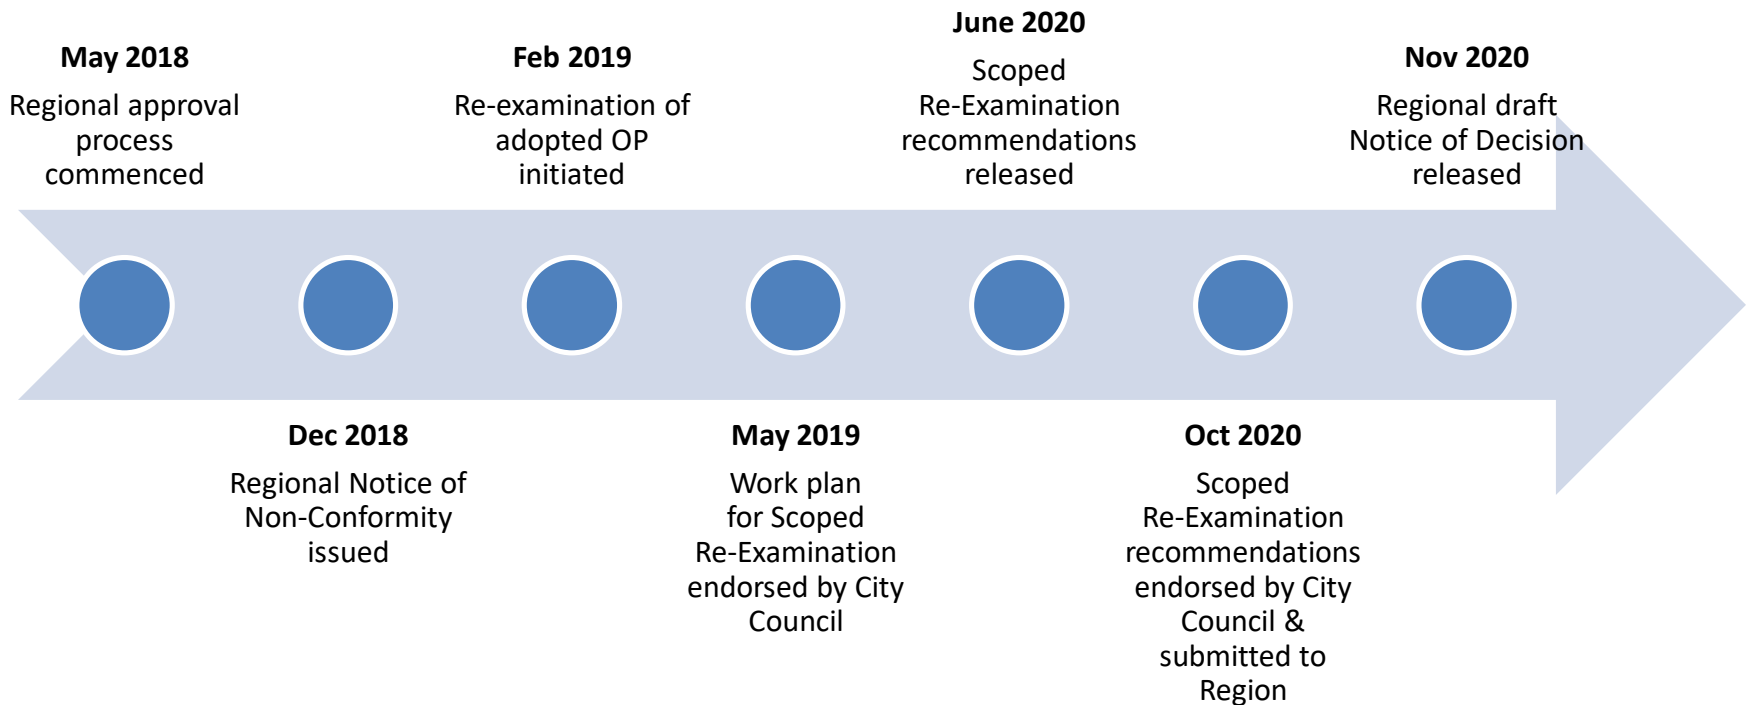 May 2018
Regional approval
process
commenced
Dec 2018
Regional Notice of
Non-Conformity
issued
Feb 2019
Re-examination of
adopted OP
initiated
May 2019
Work plan
for Scoped
Re-Examination
endorsed by City
Council
June 2020
Scoped
Re-Examination
recommendations
released
Oct 2020
Scoped
Re-Examination
recommendations
endorsed by City
Council &
submitted to
Region
Nov 2020
Regional draft
Notice of Decision
released